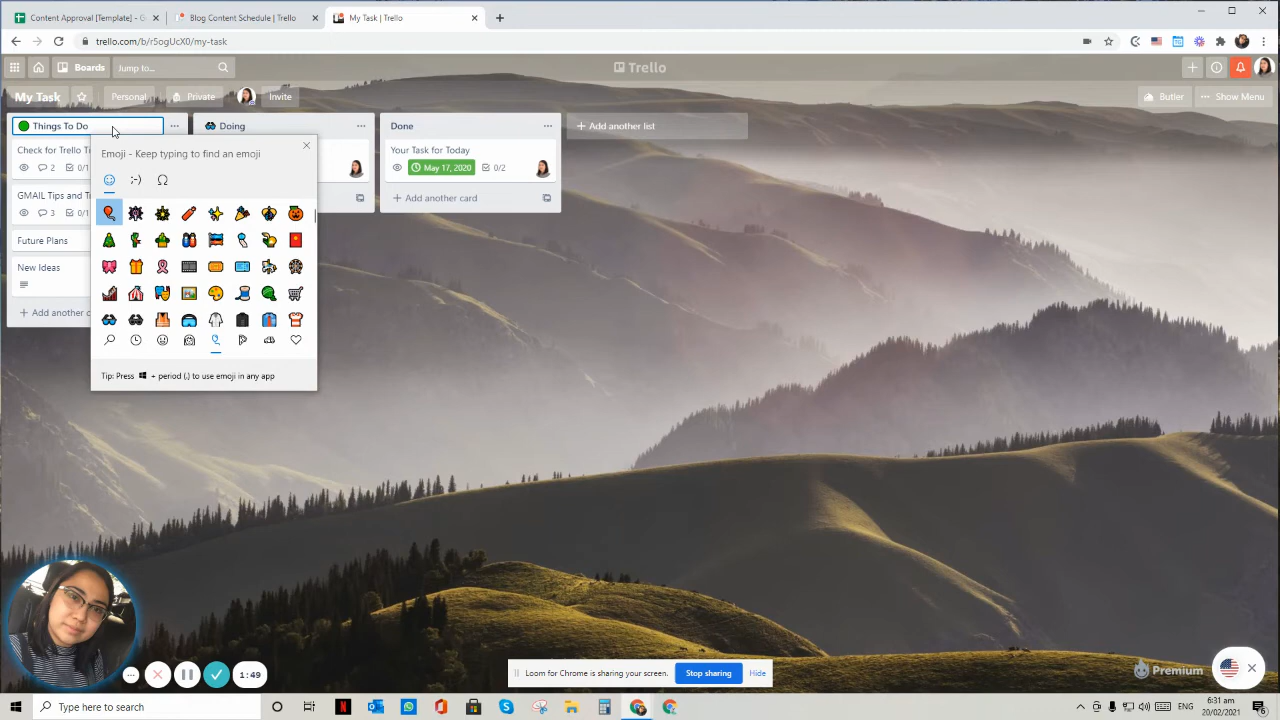 Content Approval [Template] - G
Blog Content Schedule | Trello
My Task | Trello
trello.com/b/r5ogUcX0/my-task
Boards
Jump to...
Trello
My Task
Personal
Private
Invite
Butler
Show Menu
Things To Do
Doing
Done
Add another list
Check for Trello Ti
2
0/1
GMAIL Tips and T
3
0/1
Future Plans
New Ideas
Add another c
Your Task for Today
May 17, 2020
0/2
Add another card
Emoji - Keep typing to find an emoji
;-)
Ω
Tip: Press + period (.) to use emoji in any app
1:49
Loom for Chrome is sharing your screen.
Stop sharing
Hide
Premium
Type here to search
ENG
6:31 am
20/02/2021